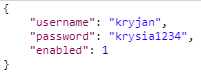 {
"username": "kryjan",
"password": "krysia1234",
"enabled": 1
}